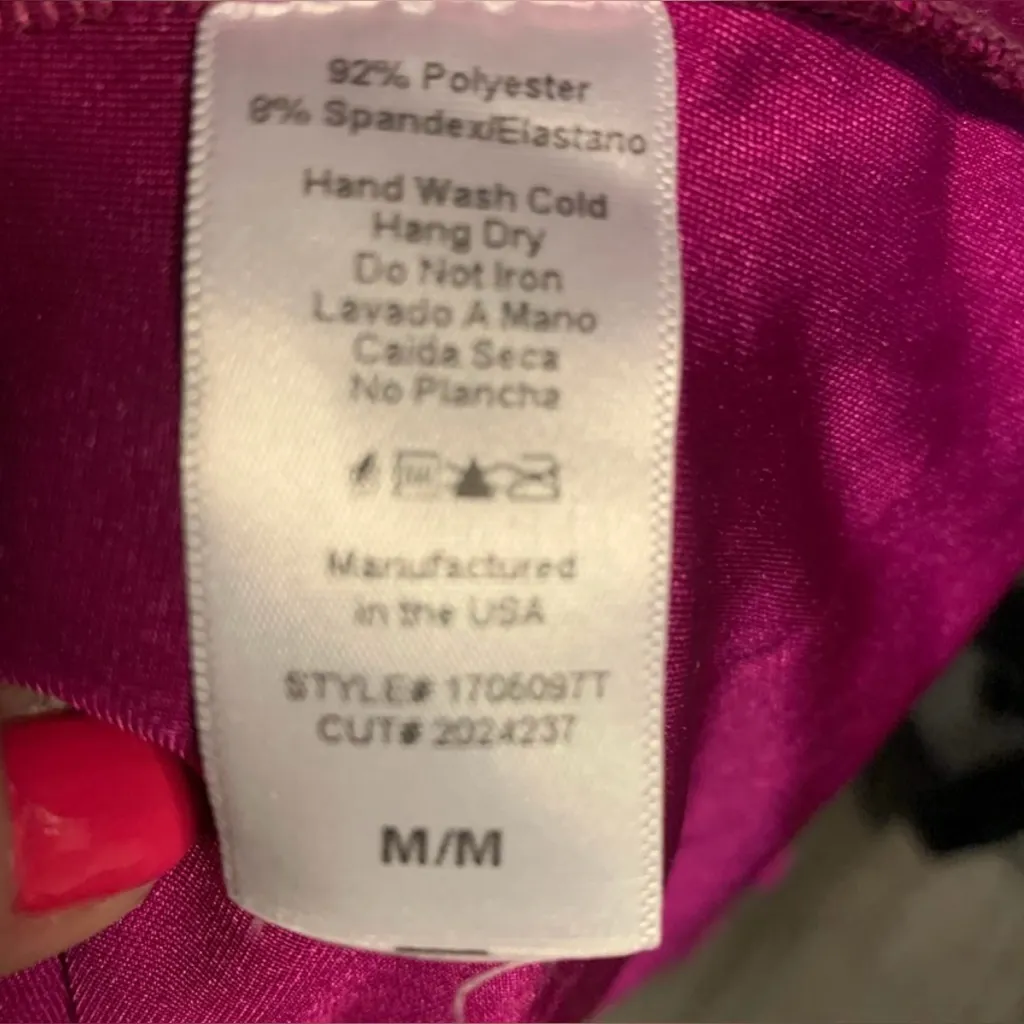 92% Polyester
8% Spandex/Elastano
Hand Wash Cold
Hang Dry
Do Not Iron
Lavado A Mano
Caida Seca
No Plancha
Manufactured
in the USA
STYLE# 1706097T
CUT# 2024237
M/M